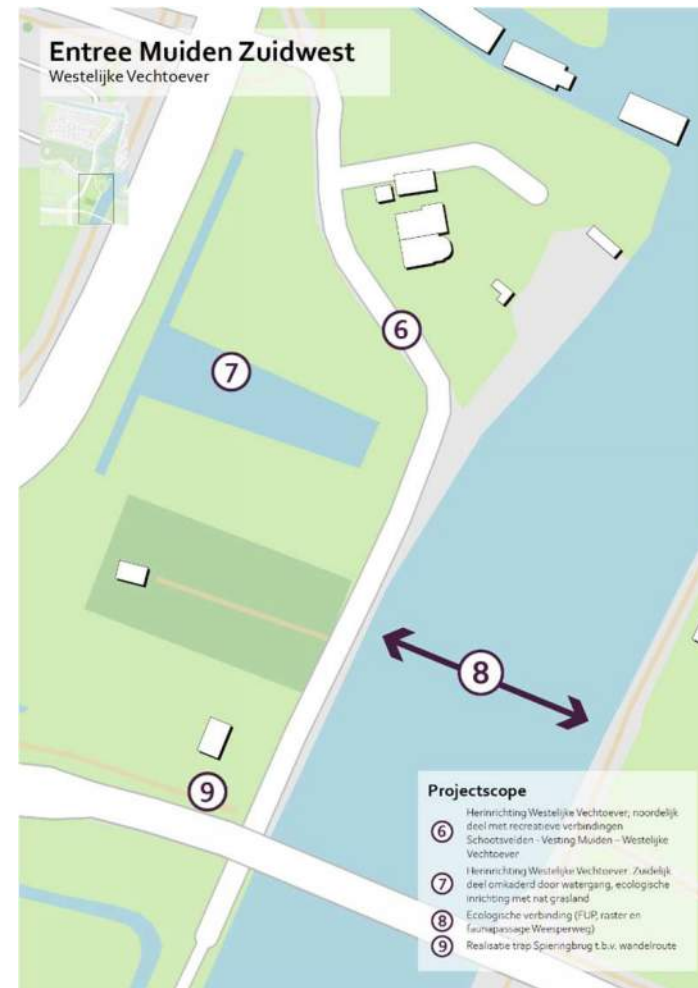 Entree Muiden Zuidwest
Westelijke Vechtoever
6
7
8
9
Projectscope
6 Herinrichting Westelijke Vechtoever, noordelijk
deel met recreatieve verbindingen
Schootsvelden - Vesting Muiden – Westelijke
Vechtoever
7 Herinrichting Westelijke Vechtoever. Zuidelijk
deel omkaderd door watergang, ecologische
inrichting met nat grasland
8 Ecologische verbinding (FUP, raster en
faunapassage Weesperweg)
9 Realisatie trap Spieringbrug t.b.v. wandelroute